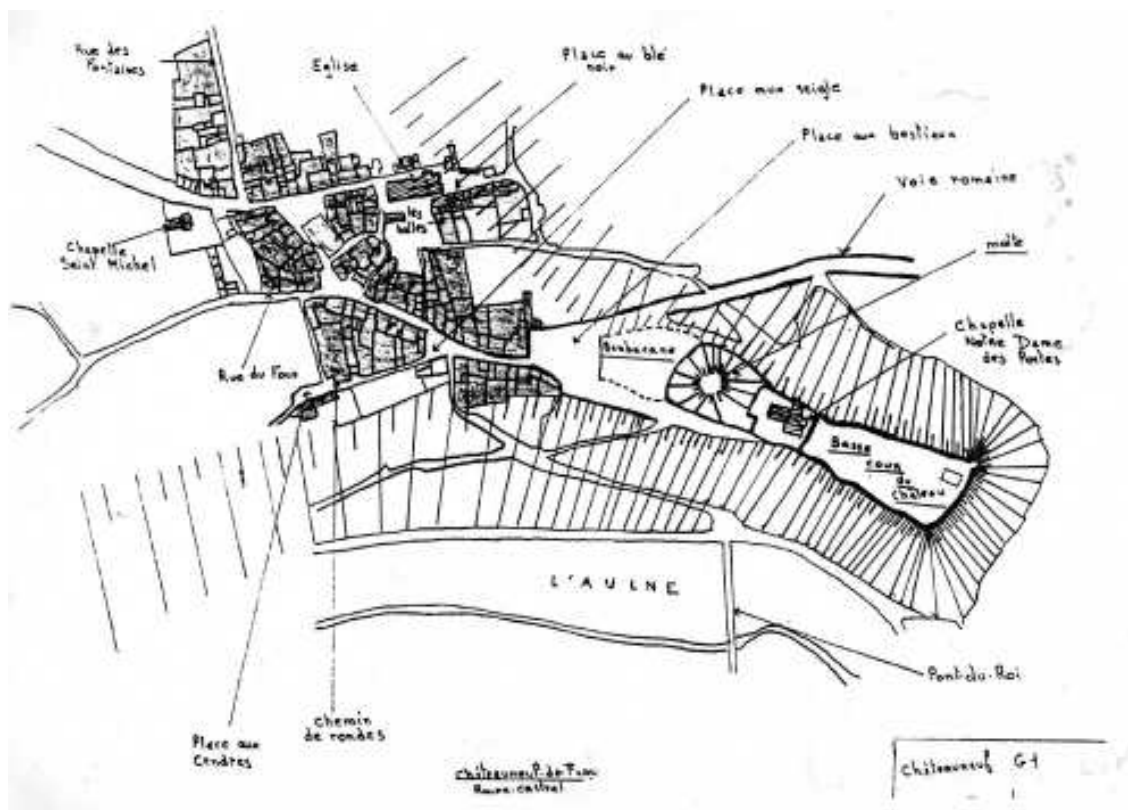 Rue des
Fontaines
Eglise
Place au blé
noir
Place aux seigle
Place aux bestiaux
Voie romaine
motte
Chapelle
Notre Dame
des Portes
les
halles
Chapelle
Saint Michel
Rue du Four
Barbacane
Basse
cour
du
Château
L'AULNE
Pont-du-Roi
chemin
de rondes
Place aux
Cendres
Châteauneuf-du-Faou
Châteauneuf G1